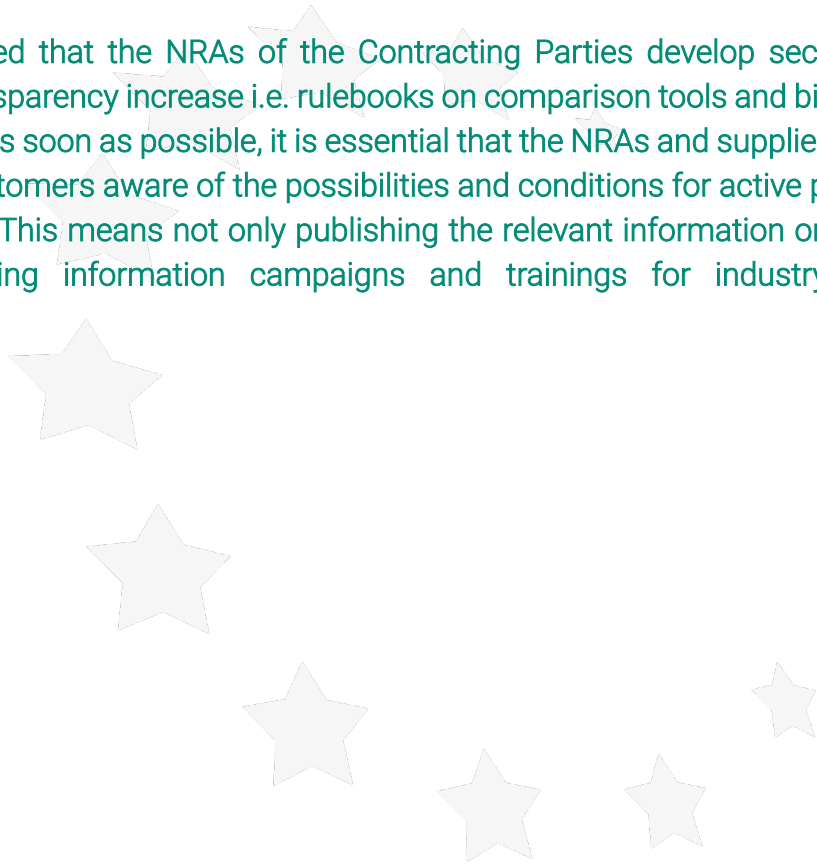 ed that the NRAs of the Contracting Parties develop sec
sparency increase i.e. rulebooks on comparison tools and bi
s soon as possible, it is essential that the NRAs and supplie
tomers aware of the possibilities and conditions for active p
This means not only publishing the relevant information or
ing information campaigns and trainings for industry